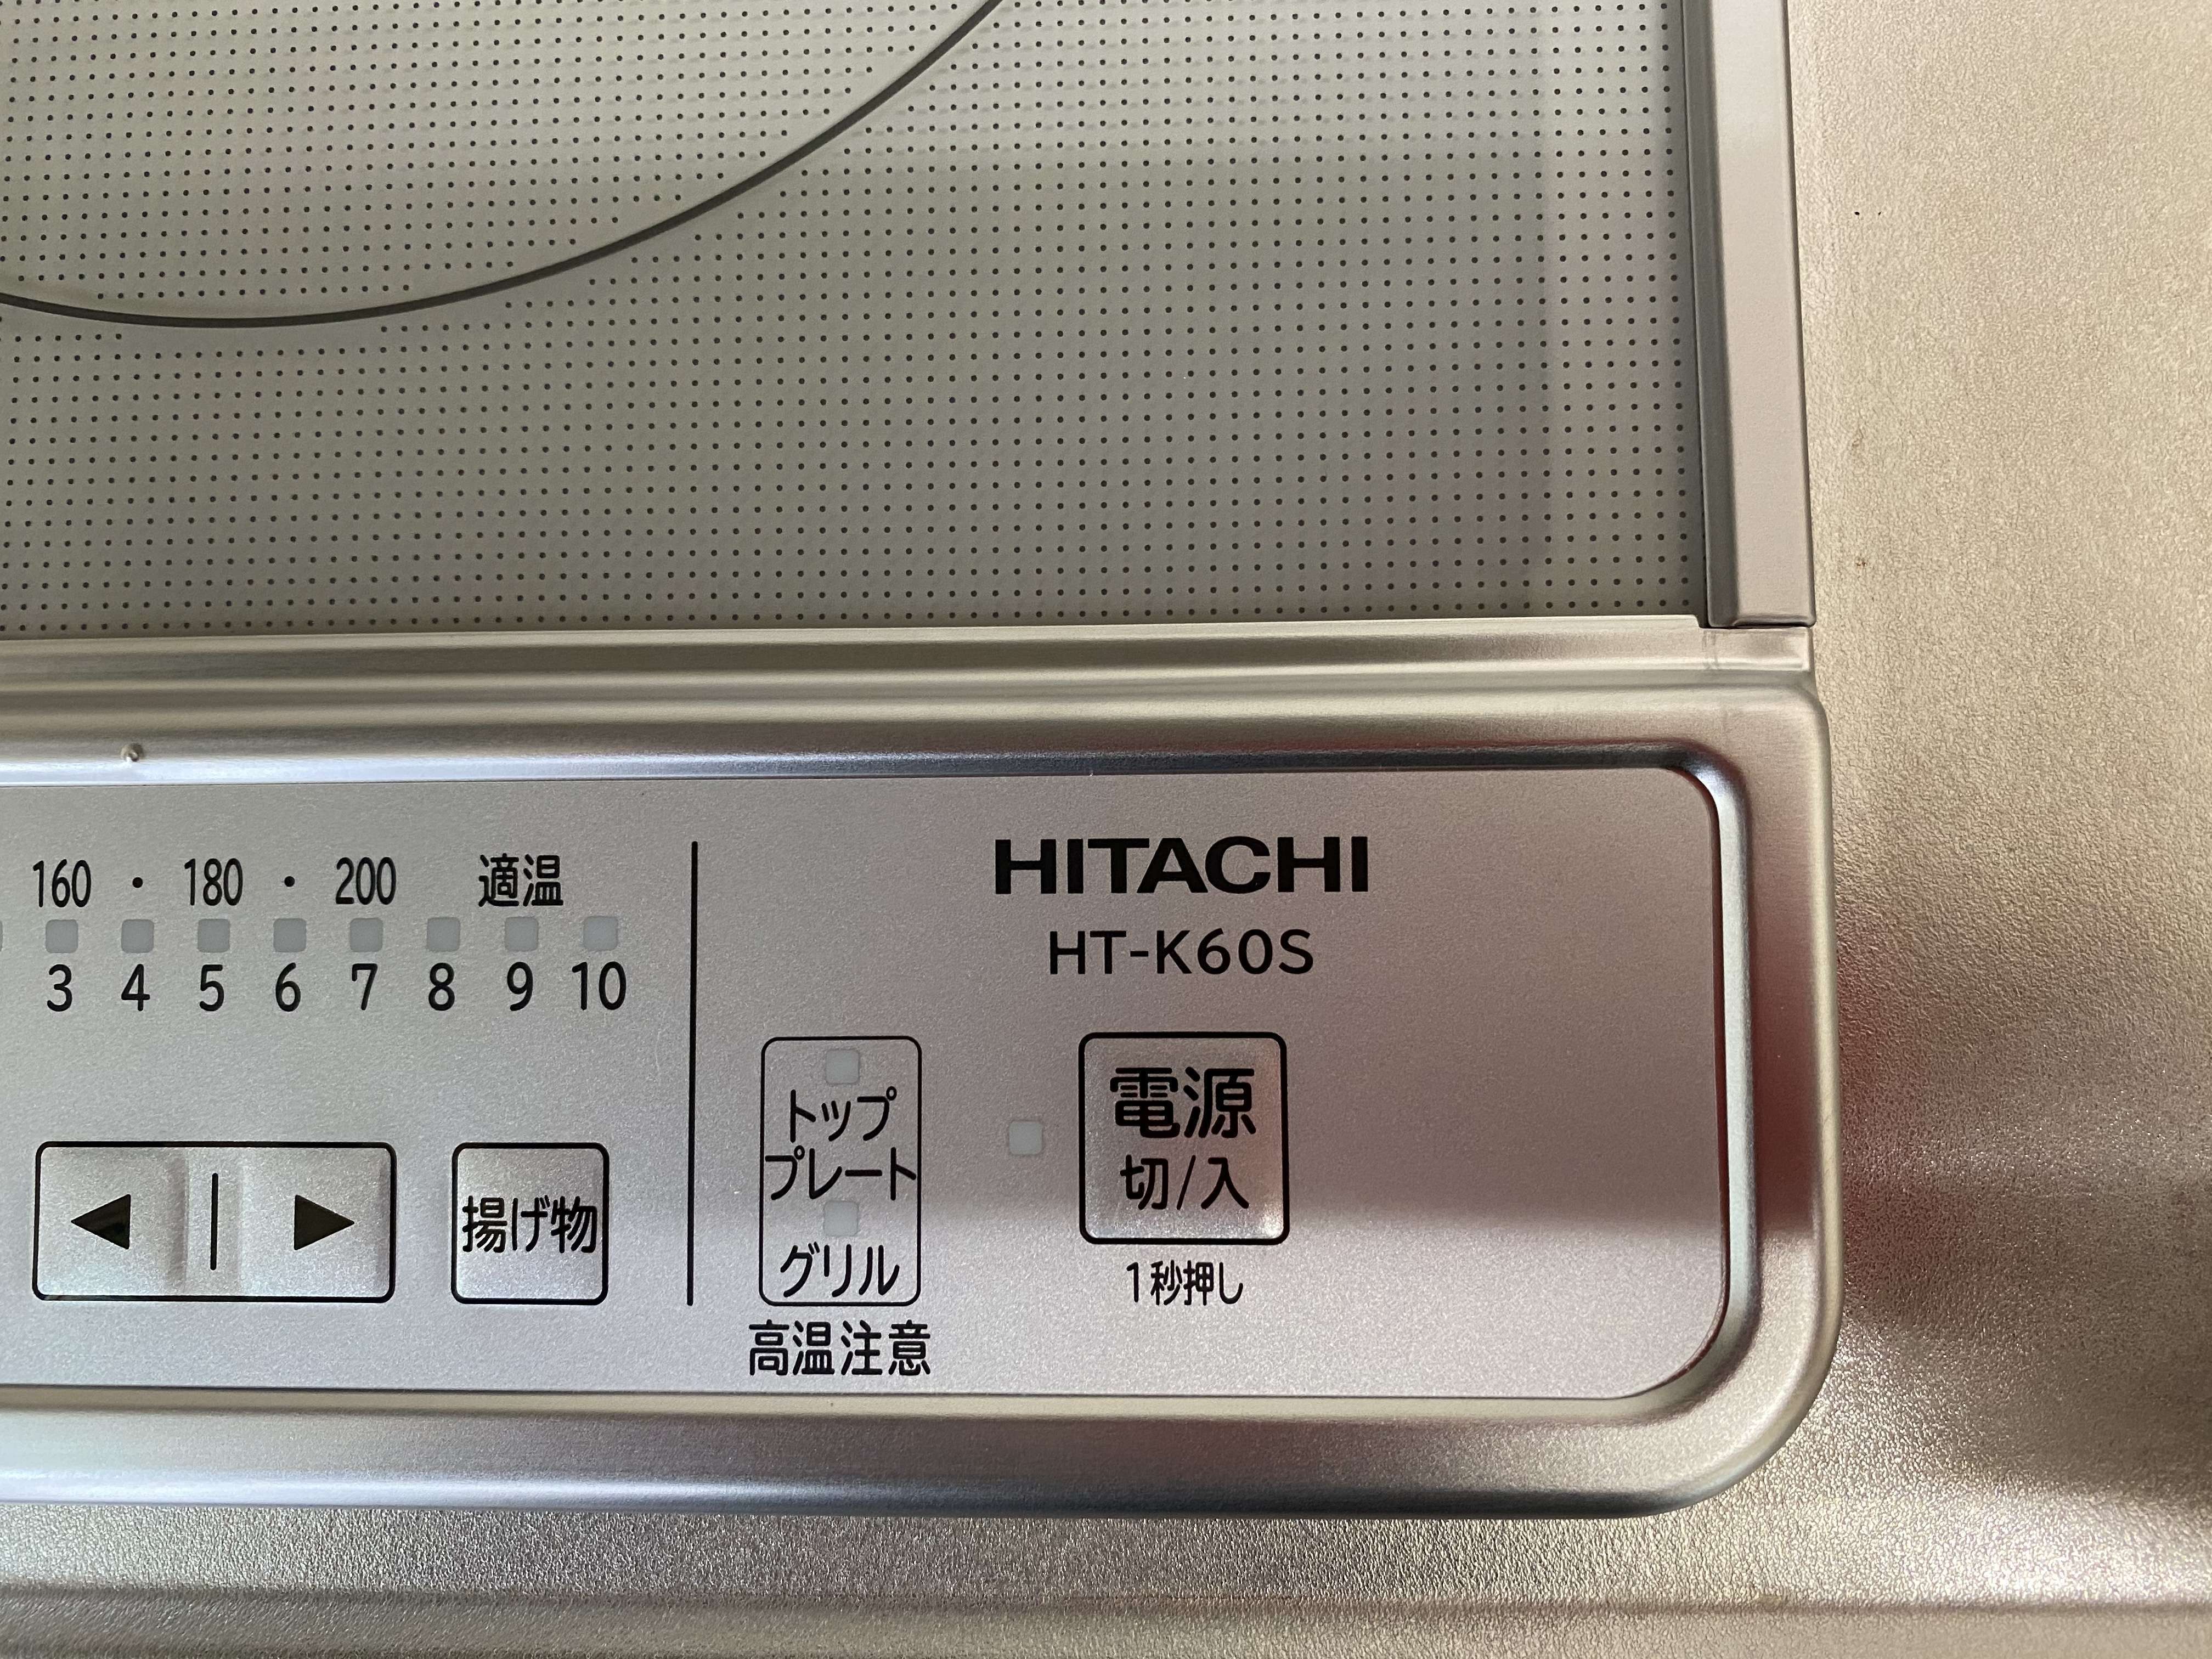 HITACHI
HT-K60S
160 ・ 180 ・ 200 適温
3 4 5 6 7 8 9 10
◀ ▶
揚げ物
トップ
プレート
グリル
高温注意
電源
切/入
1秒押し